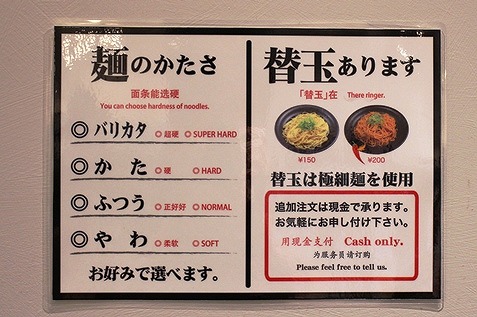 麺のかたさ
面条能选硬
You can choose hardness of noodles.
◎バリカタ ◎超硬 ◎SUPER HARD
◎かた ◎硬 ◎HARD
◎ふつう ◎正好好 ◎NORMAL
◎やわ ◎柔软 ◎SOFT
お好みで選べます。
替玉あります
「替玉」在 There ringer.
¥150 ¥200
替玉は極細麺を使用
追加注文は現金で承ります。
お気軽にお申し付け下さい。
用現金支付 Cash only.
为服务员请订购
Please feel free to tell us.